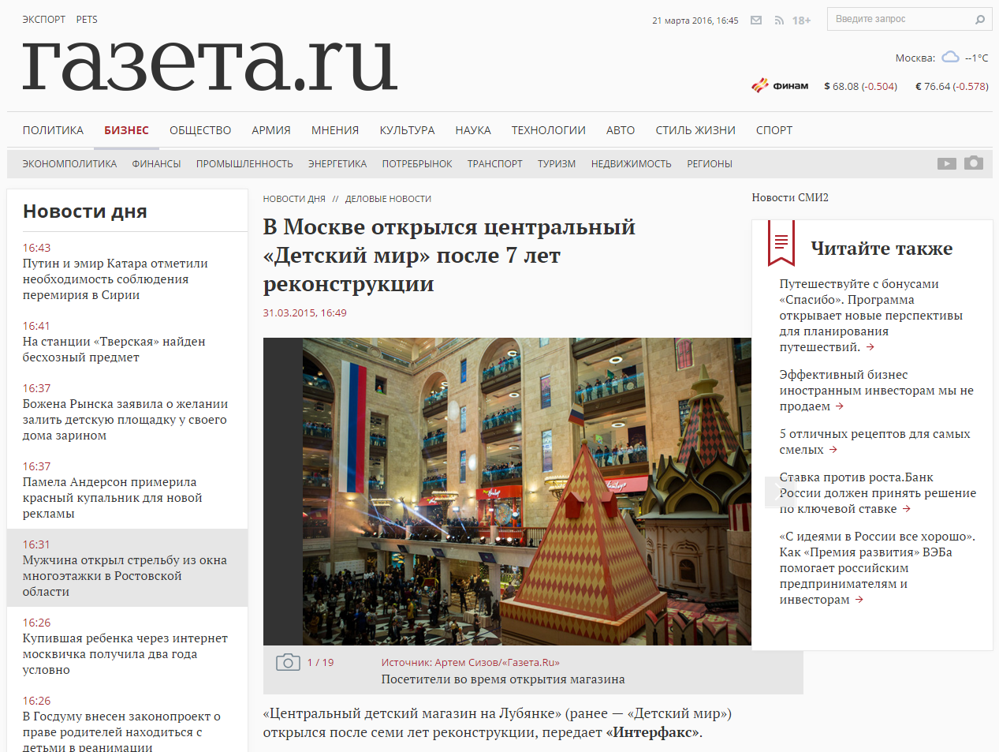 ЭКСПОРТ PETS
21 марта 2016, 16:45 18+ Введите запрос
газета.ru
Москва: --1°C
ФИНАМ $ 68.08 (-0.504) € 76.64 (-0.578)
ПОЛИТИКА БИЗНЕС ОБЩЕСТВО АРМИЯ МНЕНИЯ КУЛЬТУРА НАУКА ТЕХНОЛОГИИ АВТО СТИЛЬ ЖИЗНИ СПОРТ
ЭКОНОМПОЛИТИКА ФИНАНСЫ ПРОМЫШЛЕННОСТЬ ЭНЕРГЕТИКА ПОТРЕБРЫНОК ТРАНСПОРТ ТУРИЗМ НЕДВИЖИМОСТЬ РЕГИОНЫ
Новости дня
16:43
Путин и эмир Катара отметили
необходимость соблюдения
перемирия в Сирии
16:41
На станции «Тверская» найден
бесхозный предмет
16:37
Божена Рынска заявила о желании
залить детскую площадку у своего
дома зарином
16:37
Памела Андерсон примерила
красный купальник для новой
рекламы
16:31
Мужчина открыл стрельбу из окна
многоэтажки в Ростовской
области
16:26
Купившая ребенка через интернет
москвичка получила два года
условно
16:26
В Госдуму внесен законопроект о
праве родителей находиться с
детьми в реанимации
НОВОСТИ ДНЯ // ДЕЛОВЫЕ НОВОСТИ
В Москве открылся центральный
«Детский мир» после 7 лет
реконструкции
31.03.2015, 16:49
Hamleys
1 / 19
Источник: Артем Сизов/«Газета.Ru»
Посетители во время открытия магазина
«Центральный детский магазин на Лубянке» (ранее — «Детский мир»)
открылся после семи лет реконструкции, передает «Интерфакс».
Новости СМИ2
Читайте также
Путешествуйте с бонусами
«Спасибо». Программа
открывает новые перспективы
для планирования
путешествий. →
Эффективный бизнес
иностранным инвесторам мы не
продаем →
5 отличных рецептов для самых
смелых →
Ставка против роста.Банк
России должен принять решение
по ключевой ставке →
«С идеями в России все хорошо».
Как «Премия развития» ВЭБа
помогает российским
предпринимателям и
инвесторам →